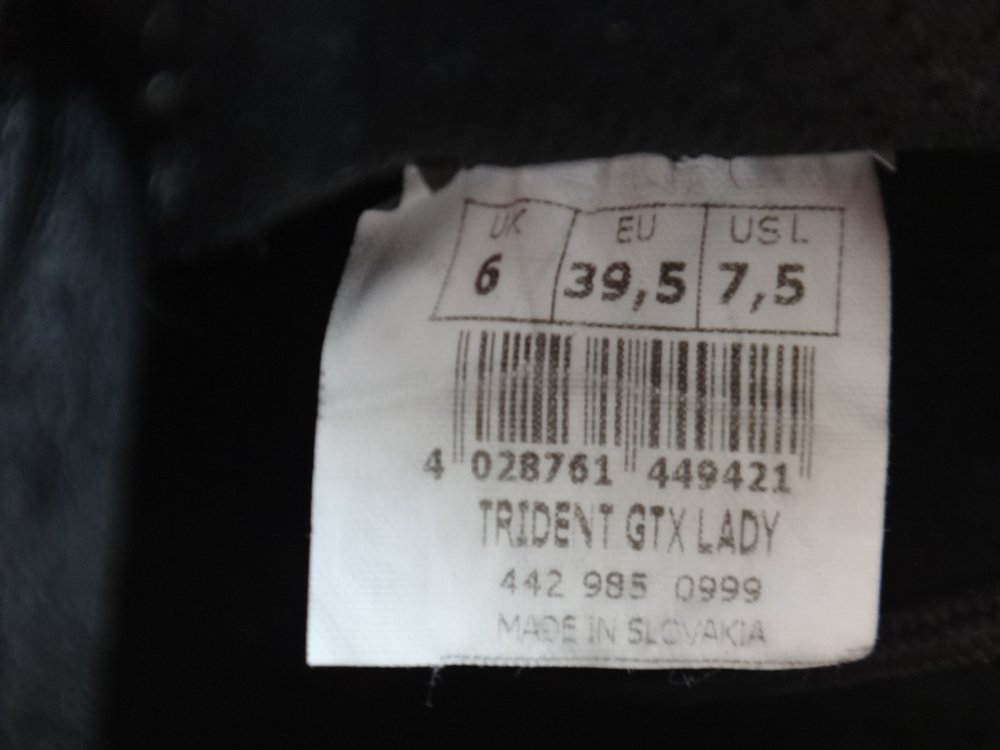 UK EU US L
6 39,5 7,5
4 028761 449421
TRIDENT GTX LADY
442 985 0999
MADE IN SLOVAKIA